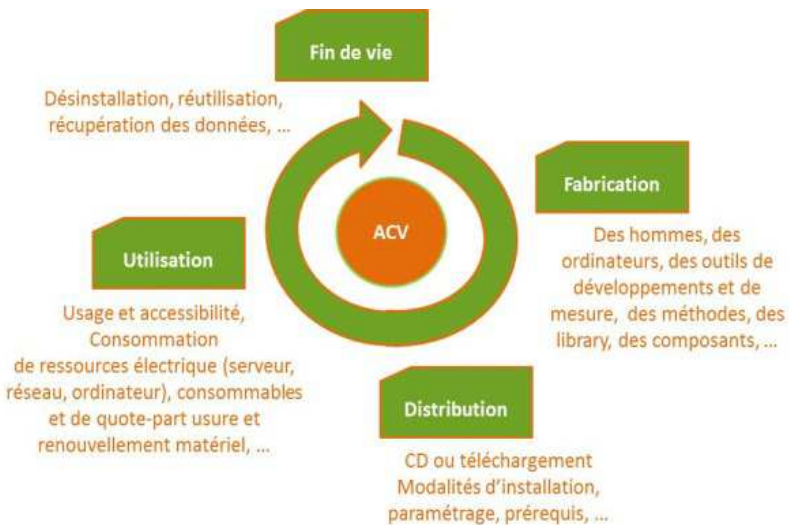 Fin de vie
Désinstallation, réutilisation,
récupération des données, ...
Fabrication
Des hommes, des
ordinateurs, des outils de
développements et de
mesure, des méthodes, des
library, des composants, ...
ACV
Utilisation
Usage et accessibilité,
Consommation
de ressources électrique (serveur,
réseau, ordinateur), consommables
et de quote-part usure et
renouvellement matériel, ...
Distribution
CD ou téléchargement
Modalités d'installation,
paramétrage, prérequis, ...